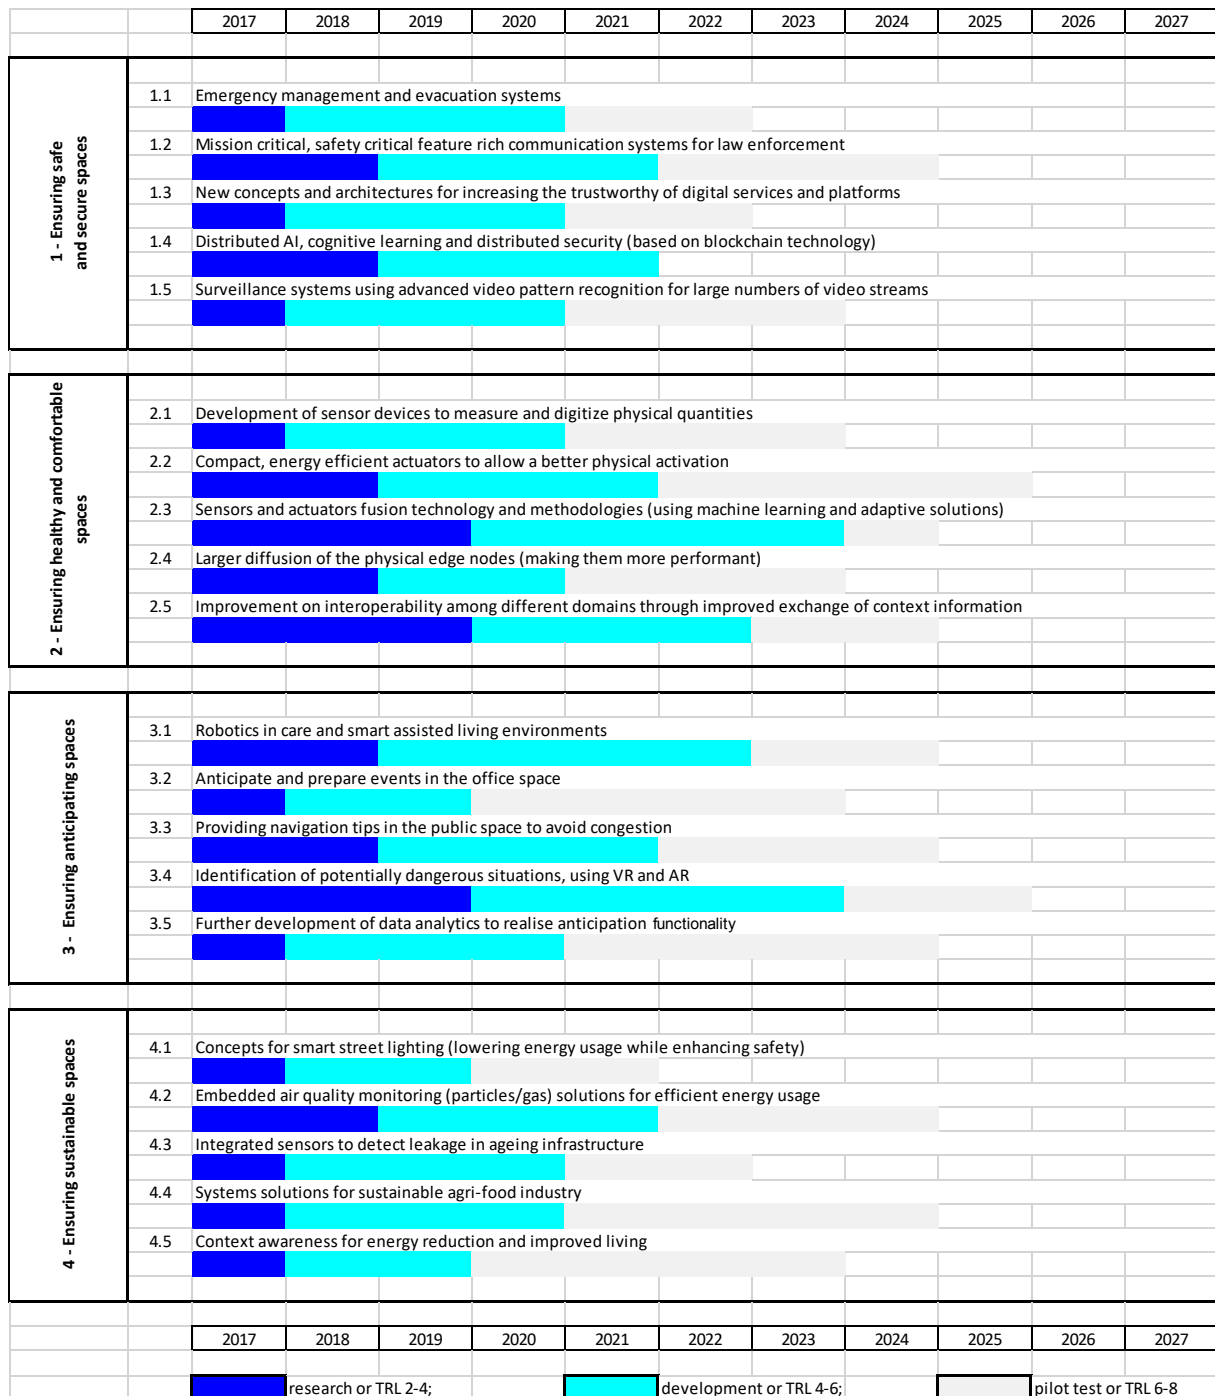 2017 2018 2019 2020 2021 2022 2023 2024 2025 2026 2027
1 - Ensuring safe
and secure spaces
1.1 Emergency management and evacuation systems
1.2 Mission critical, safety critical feature rich communication systems for law enforcement
1.3 New concepts and architectures for increasing the trustworthy of digital services and platforms
1.4 Distributed AI, cognitive learning and distributed security (based on blockchain technology)
1.5 Surveillance systems using advanced video pattern recognition for large numbers of video streams
2 - Ensuring healthy and comfortable
spaces
2.1 Development of sensor devices to measure and digitize physical quantities
2.2 Compact, energy efficient actuators to allow a better physical activation
2.3 Sensors and actuators fusion technology and methodologies (using machine learning and adaptive solutions)
2.4 Larger diffusion of the physical edge nodes (making them more performant)
2.5 Improvement on interoperability among different domains through improved exchange of context information
3 - Ensuring anticipating spaces
3.1 Robotics in care and smart assisted living environments
3.2 Anticipate and prepare events in the office space
3.3 Providing navigation tips in the public space to avoid congestion
3.4 Identification of potentially dangerous situations, using VR and AR
3.5 Further development of data analytics to realise anticipation functionality
4 - Ensuring sustainable spaces
4.1 Concepts for smart street lighting (lowering energy usage while enhancing safety)
4.2 Embedded air quality monitoring (particles/gas) solutions for efficient energy usage
4.3 Integrated sensors to detect leakage in ageing infrastructure
4.4 Systems solutions for sustainable agri-food industry
4.5 Context awareness for energy reduction and improved living
2017 2018 2019 2020 2021 2022 2023 2024 2025 2026 2027
research or TRL 2-4; development or TRL 4-6; pilot test or TRL 6-8